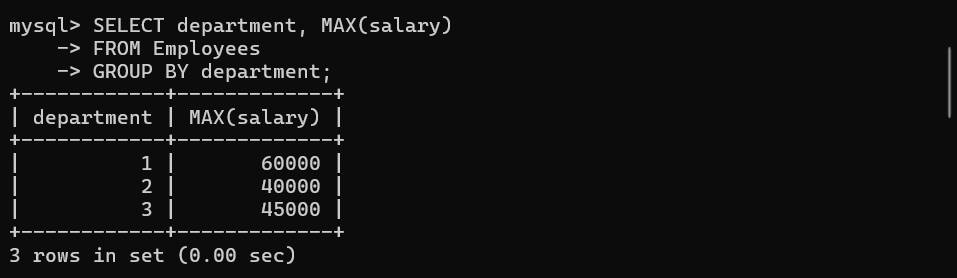 mysql> SELECT department, MAX(salary)
    -> FROM Employees
    -> GROUP BY department;
+------------+-------------+
| department | MAX(salary) |
+------------+-------------+
|          1 |       60000 |
|          2 |       40000 |
|          3 |       45000 |
+------------+-------------+
3 rows in set (0.00 sec)